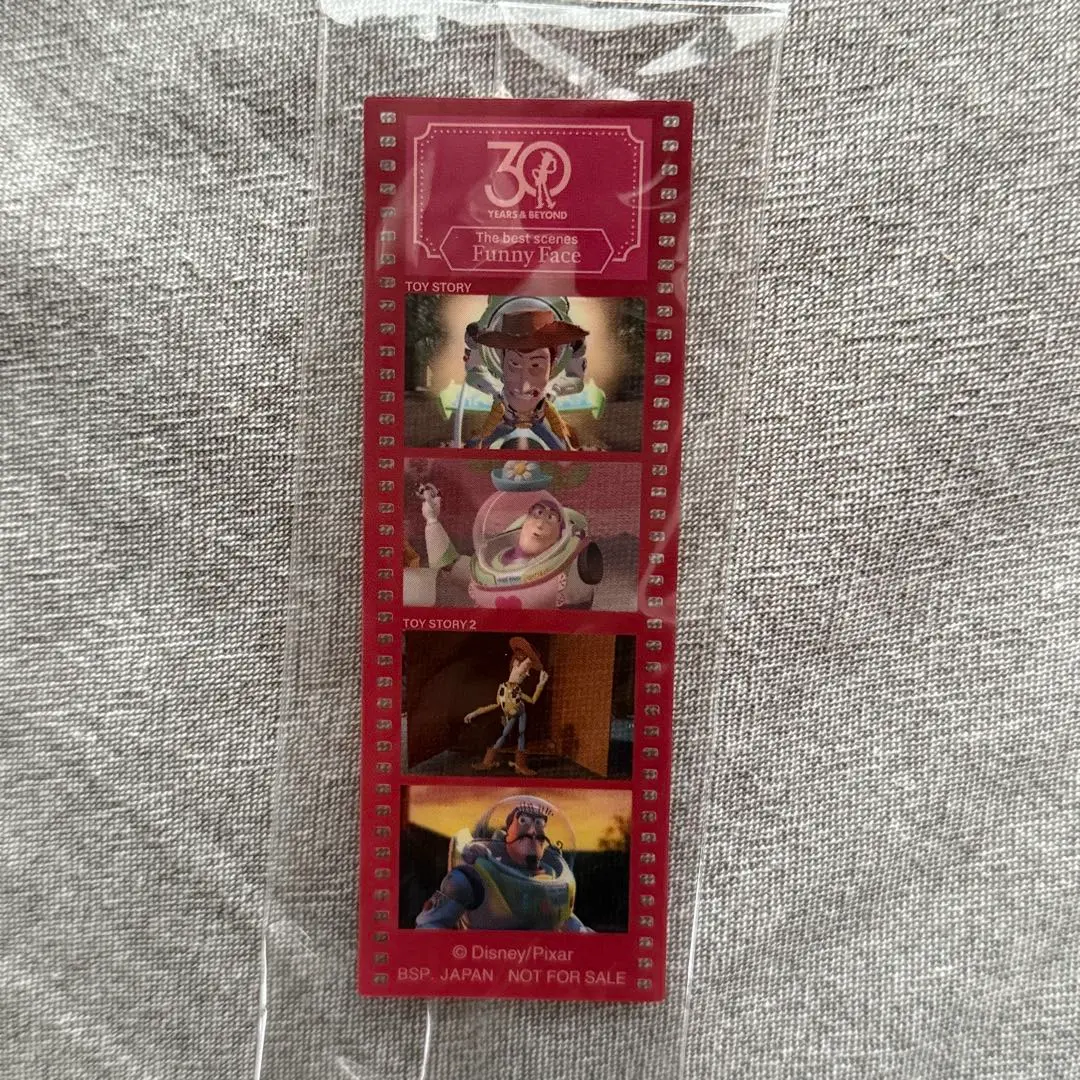 30
YEARS & BEYOND
The best scenes
Funny Face
TOY STORY
TOY STORY 2
© Disney/Pixar
BSP. JAPAN NOT FOR SALE